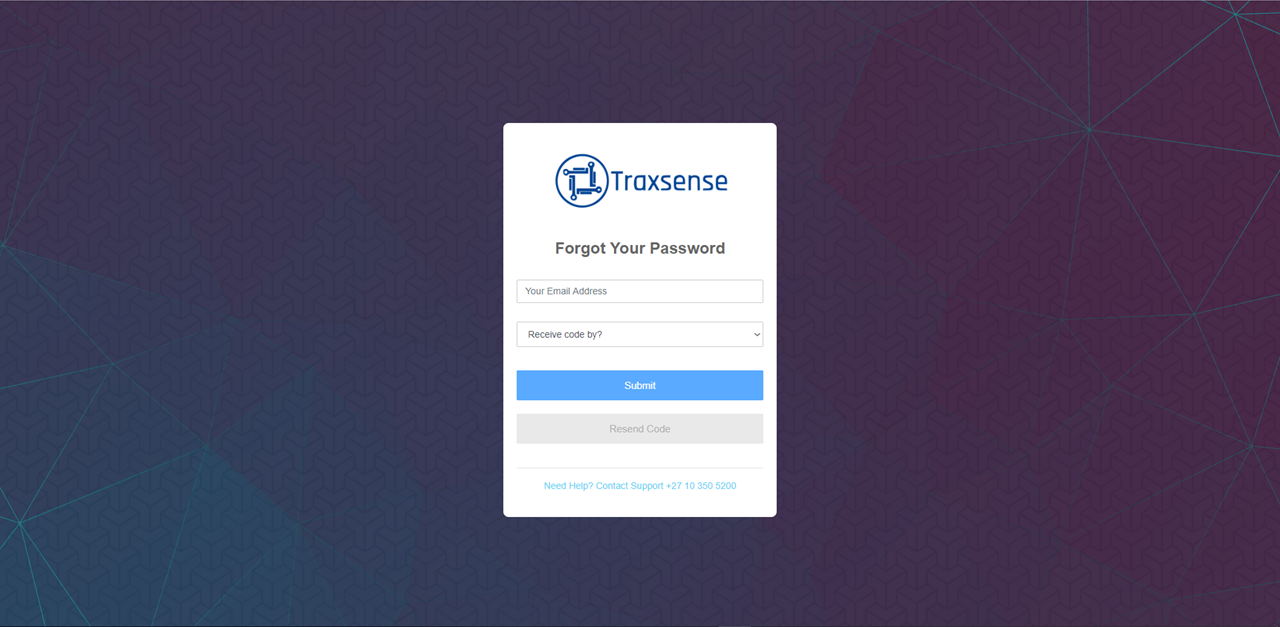 Traxsense
Forgot Your Password
Your Email Address
Receive code by?
Submit
Resend Code
Need Help? Contact Support +27 10 350 5200